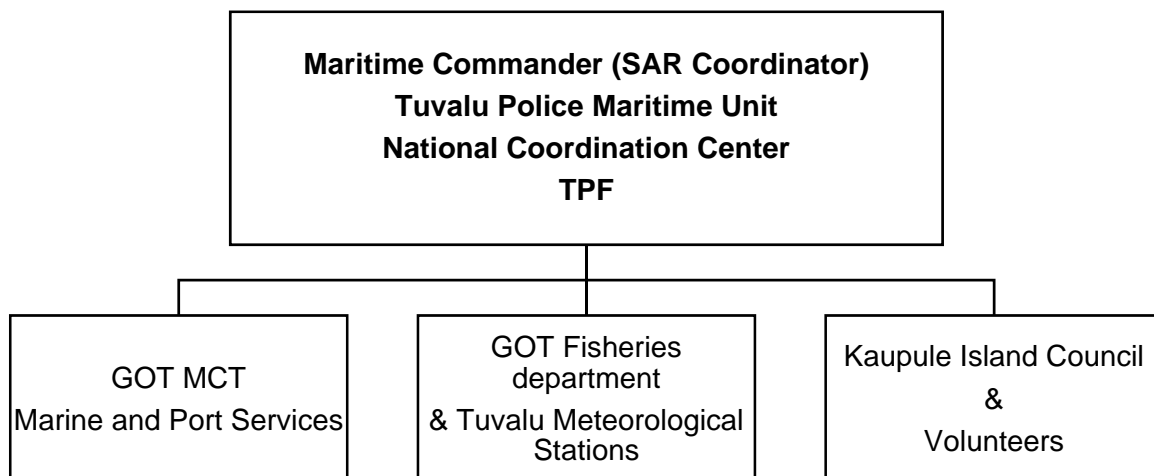 Maritime Commander (SAR Coordinator)
Tuvalu Police Maritime Unit
National Coordination Center
TPF
GOT MCT
Marine and Port Services
GOT Fisheries
department
& Tuvalu Meteorological
Stations
Kaupule Island Council
&
Volunteers